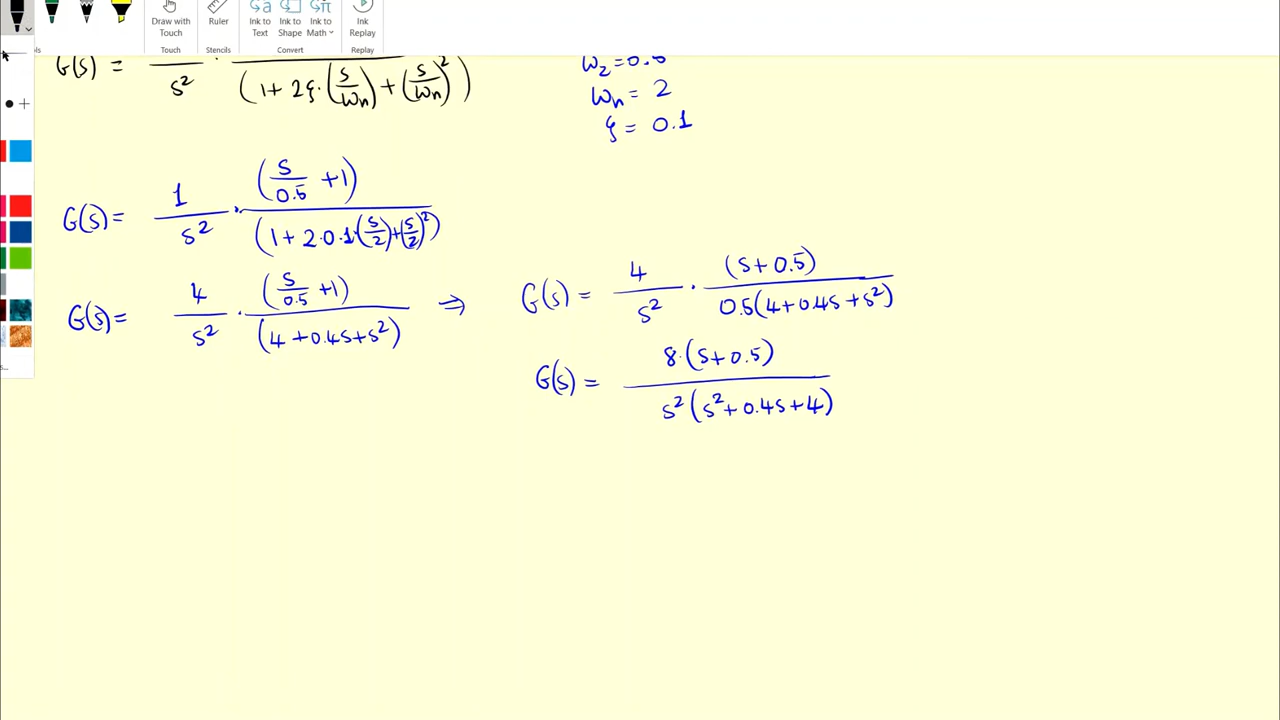 Draw with Touch
Ruler
Ink to Text
Ink to Shape
Ink to Math
Ink Replay
Touch
Stencils
Convert
Replay
G(s) = / s² · / (1+2ζ·(s/ωn)+(s/ωn)²)
ωn = 2
ζ = 0.1
G(s) = 1/s² · (s/0.5 +1)/(1+2·0.1(s/2)+(s/2)²)
G(s) = 4/s² · (s/0.5 +1)/(4+0.4s+s²) ⇒ G(s) = 4/s² · (s+0.5)/0.5(4+0.4s+s²)
G(s) = 8·(s+0.5)/s²(s²+0.4s+4)